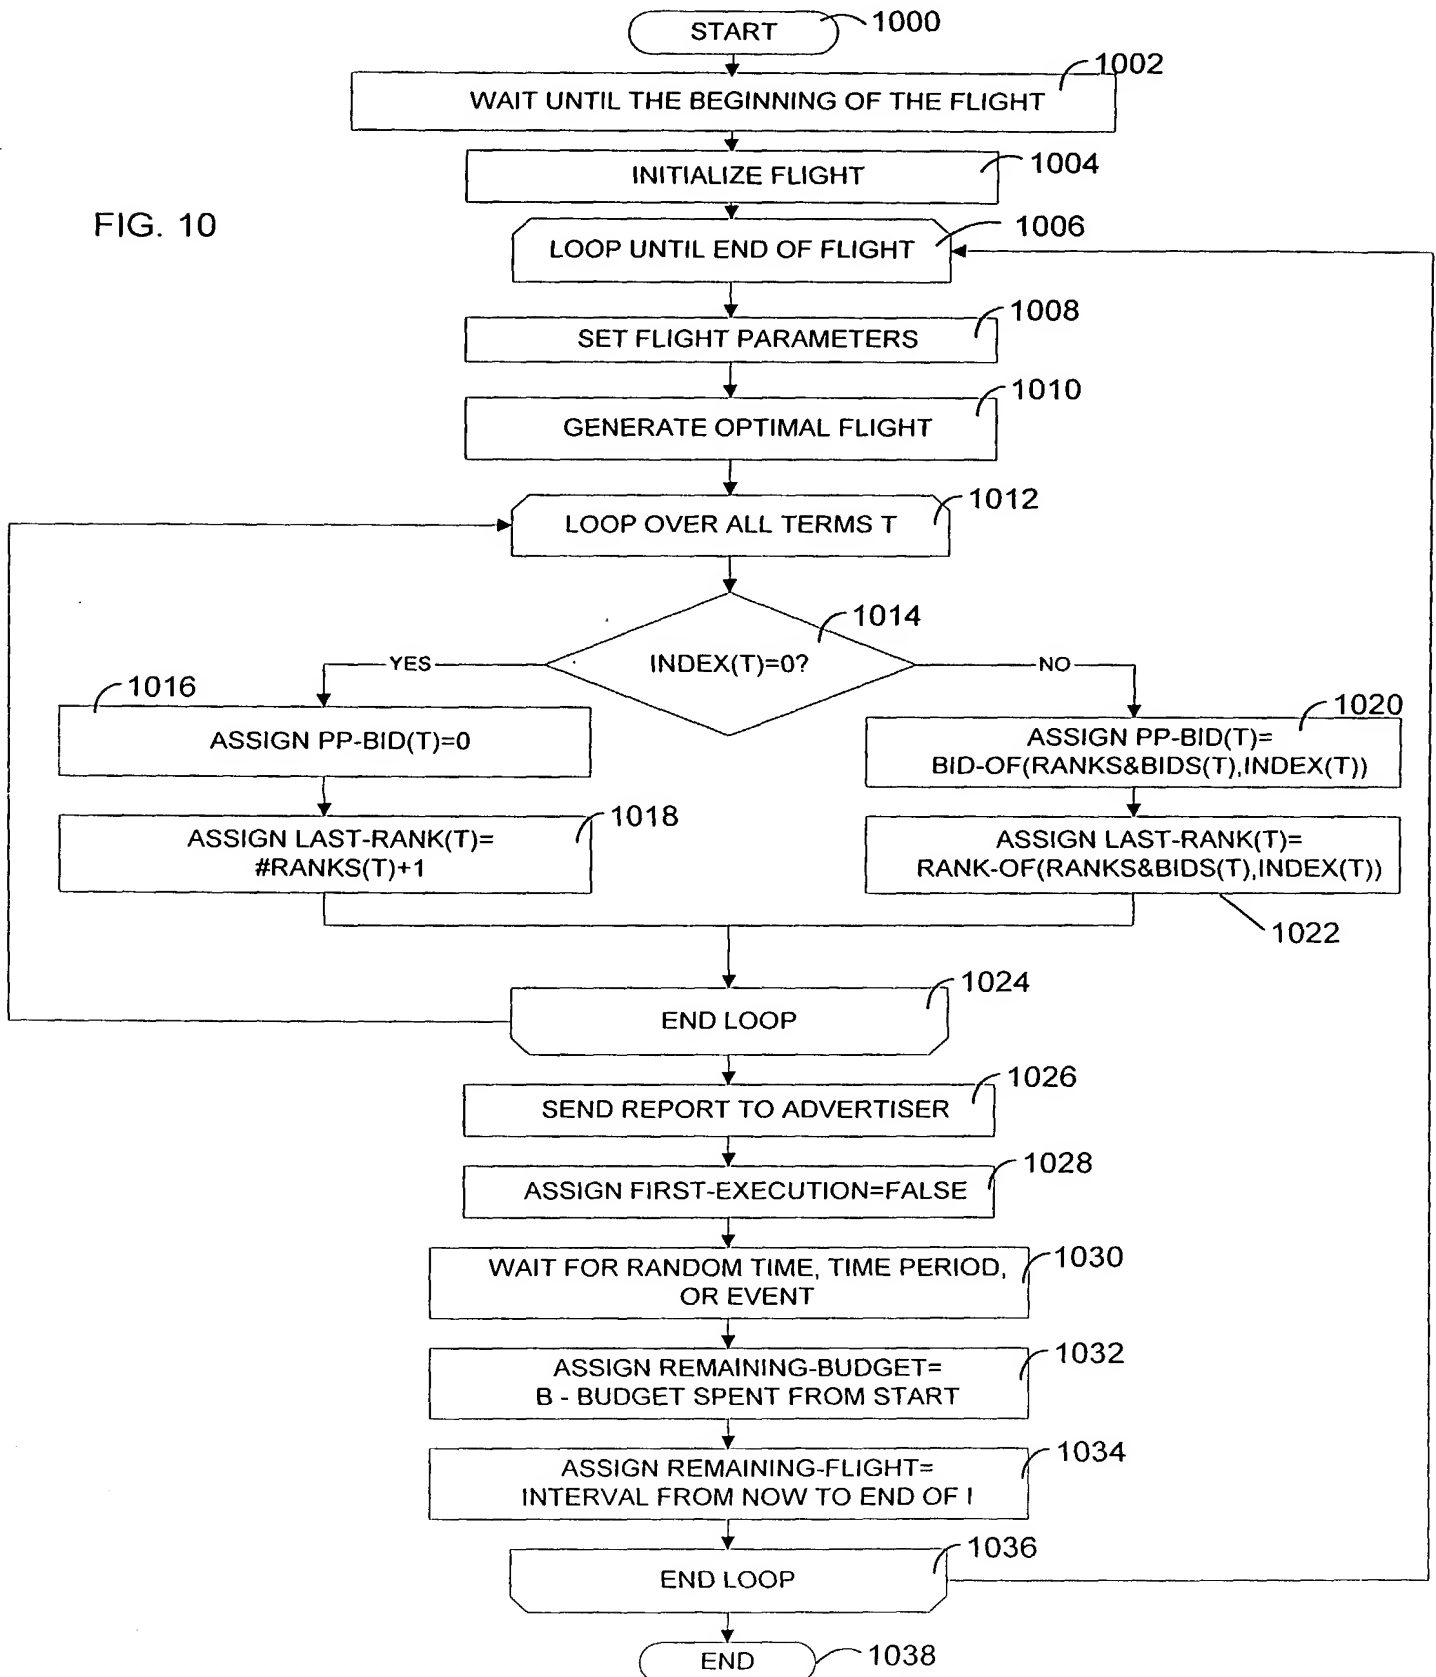 START
1000
1002
WAIT UNTIL THE BEGINNING OF THE FLIGHT
1004
INITIALIZE FLIGHT
FIG. 10
1006
LOOP UNTIL END OF FLIGHT
1008
SET FLIGHT PARAMETERS
1010
GENERATE OPTIMAL FLIGHT
1012
LOOP OVER ALL TERMS T
1014
INDEX(T)=0?
YES
NO
1016
ASSIGN PP-BID(T)=0
1018
ASSIGN LAST-RANK(T)=
#RANKS(T)+1
1020
ASSIGN PP-BID(T)=
BID-OF(RANKS&BIDS(T),INDEX(T))
ASSIGN LAST-RANK(T)=
RANK-OF(RANKS&BIDS(T),INDEX(T))
1022
1024
END LOOP
1026
SEND REPORT TO ADVERTISER
1028
ASSIGN FIRST-EXECUTION=FALSE
1030
WAIT FOR RANDOM TIME, TIME PERIOD,
OR EVENT
1032
ASSIGN REMAINING-BUDGET=
B - BUDGET SPENT FROM START
1034
ASSIGN REMAINING-FLIGHT=
INTERVAL FROM NOW TO END OF I
1036
END LOOP
END
1038